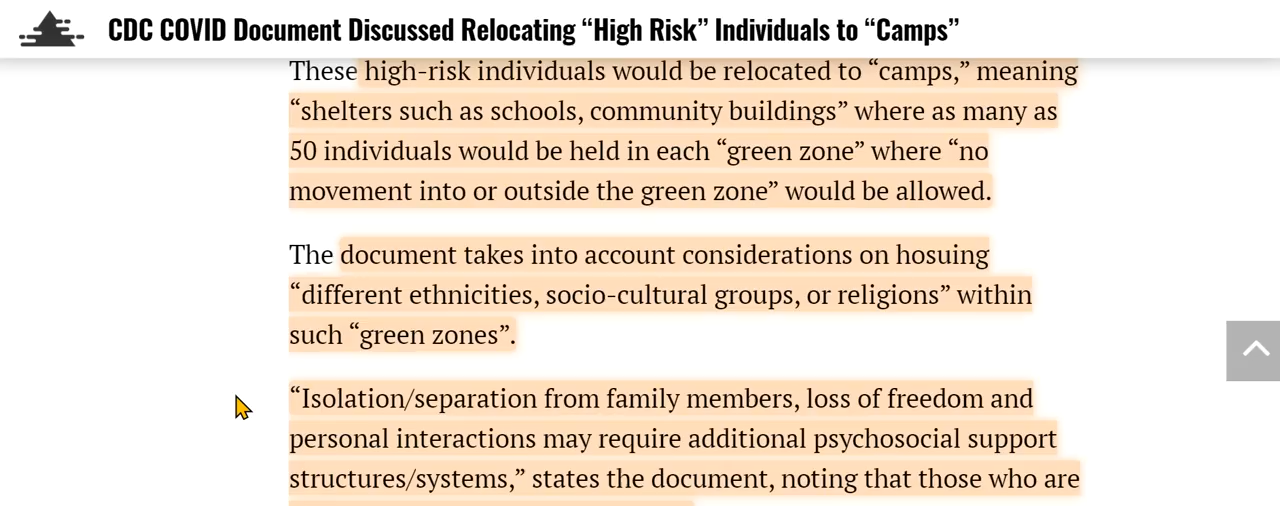 CDC COVID Document Discussed Relocating “High Risk” Individuals to “Camps”
These high-risk individuals would be relocated to “camps,” meaning
“shelters such as schools, community buildings” where as many as
50 individuals would be held in each “green zone” where “no
movement into or outside the green zone” would be allowed.
The document takes into account considerations on hosuing
“different ethnicities, socio-cultural groups, or religions” within
such “green zones”.
“Isolation/separation from family members, loss of freedom and
personal interactions may require additional psychosocial support
structures/systems,” states the document, noting that those who are